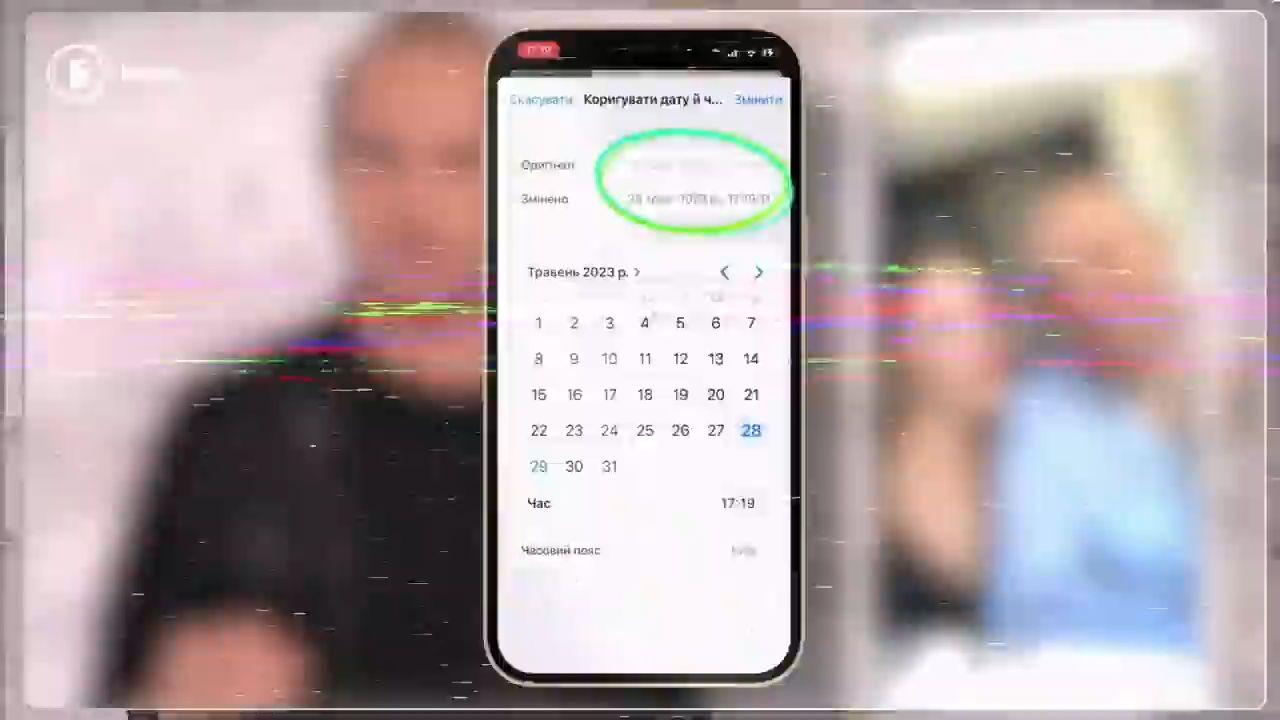 Скасувати Коригувати дату й ч... Змінити
Оригінал
Змінено
Травень 2023 р.
1 2 3 4 5 6 7
8 9 10 11 12 13 14
15 16 17 18 19 20 21
22 23 24 25 26 27 28
29 30 31
Час 17:19
Часовий пояс